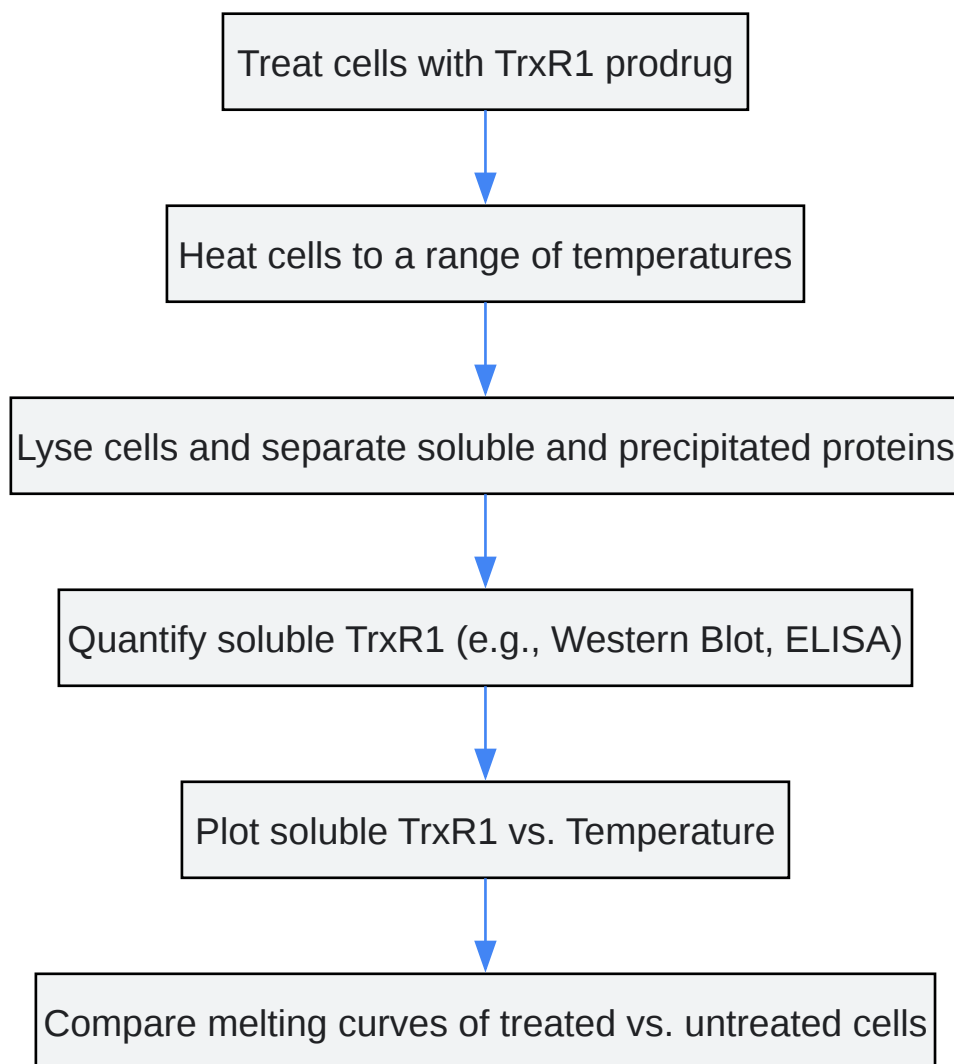 Treat cells with TrxR1 prodrug
Heat cells to a range of temperatures
Lyse cells and separate soluble and precipitated proteins
Quantify soluble TrxR1 (e.g., Western Blot, ELISA)
Plot soluble TrxR1 vs. Temperature
Compare melting curves of treated vs. untreated cells